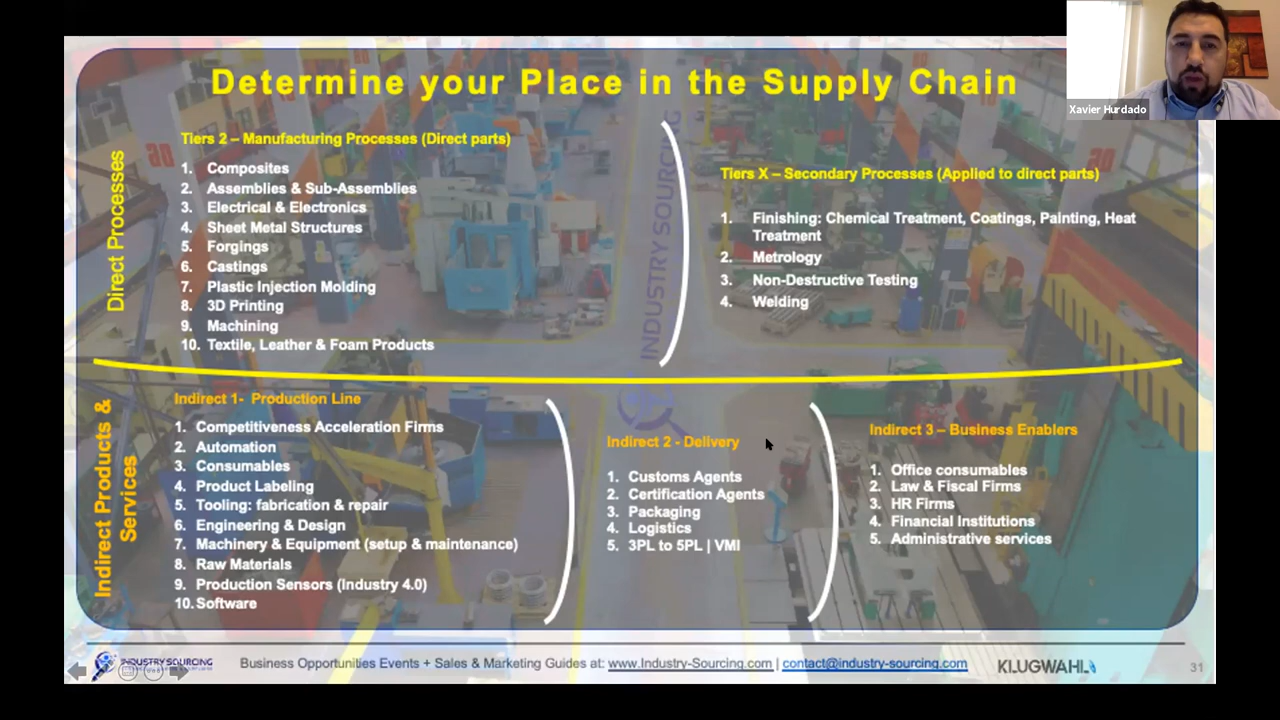 Determine your Place in the Supply Chain
Xavier Hurdado
Direct Processes
Tiers 2 – Manufacturing Processes (Direct parts)
1. Composites
2. Assemblies & Sub-Assemblies
3. Electrical & Electronics
4. Sheet Metal Structures
5. Forgings
6. Castings
7. Plastic Injection Molding
8. 3D Printing
9. Machining
10. Textile, Leather & Foam Products
INDUSTRY SOURCING
Tiers X – Secondary Processes (Applied to direct parts)
1. Finishing: Chemical Treatment, Coatings, Painting, Heat
Treatment
2. Metrology
3. Non-Destructive Testing
4. Welding
Indirect Products &
Services
Indirect 1- Production Line
1. Competitiveness Acceleration Firms
2. Automation
3. Consumables
4. Product Labeling
5. Tooling: fabrication & repair
6. Engineering & Design
7. Machinery & Equipment (setup & maintenance)
8. Raw Materials
9. Production Sensors (Industry 4.0)
10. Software
Indirect 2 - Delivery
1. Customs Agents
2. Certification Agents
3. Packaging
4. Logistics
5. 3PL to 5PL | VMI
Indirect 3 – Business Enablers
1. Office consumables
2. Law & Fiscal Firms
3. HR Firms
4. Financial Institutions
5. Administrative services
INDUSTRY SOURCING
Business Opportunities Events + Sales & Marketing Guides at: www.Industry-Sourcing.com | contact@industry-sourcing.com
KLUGWAHL
31